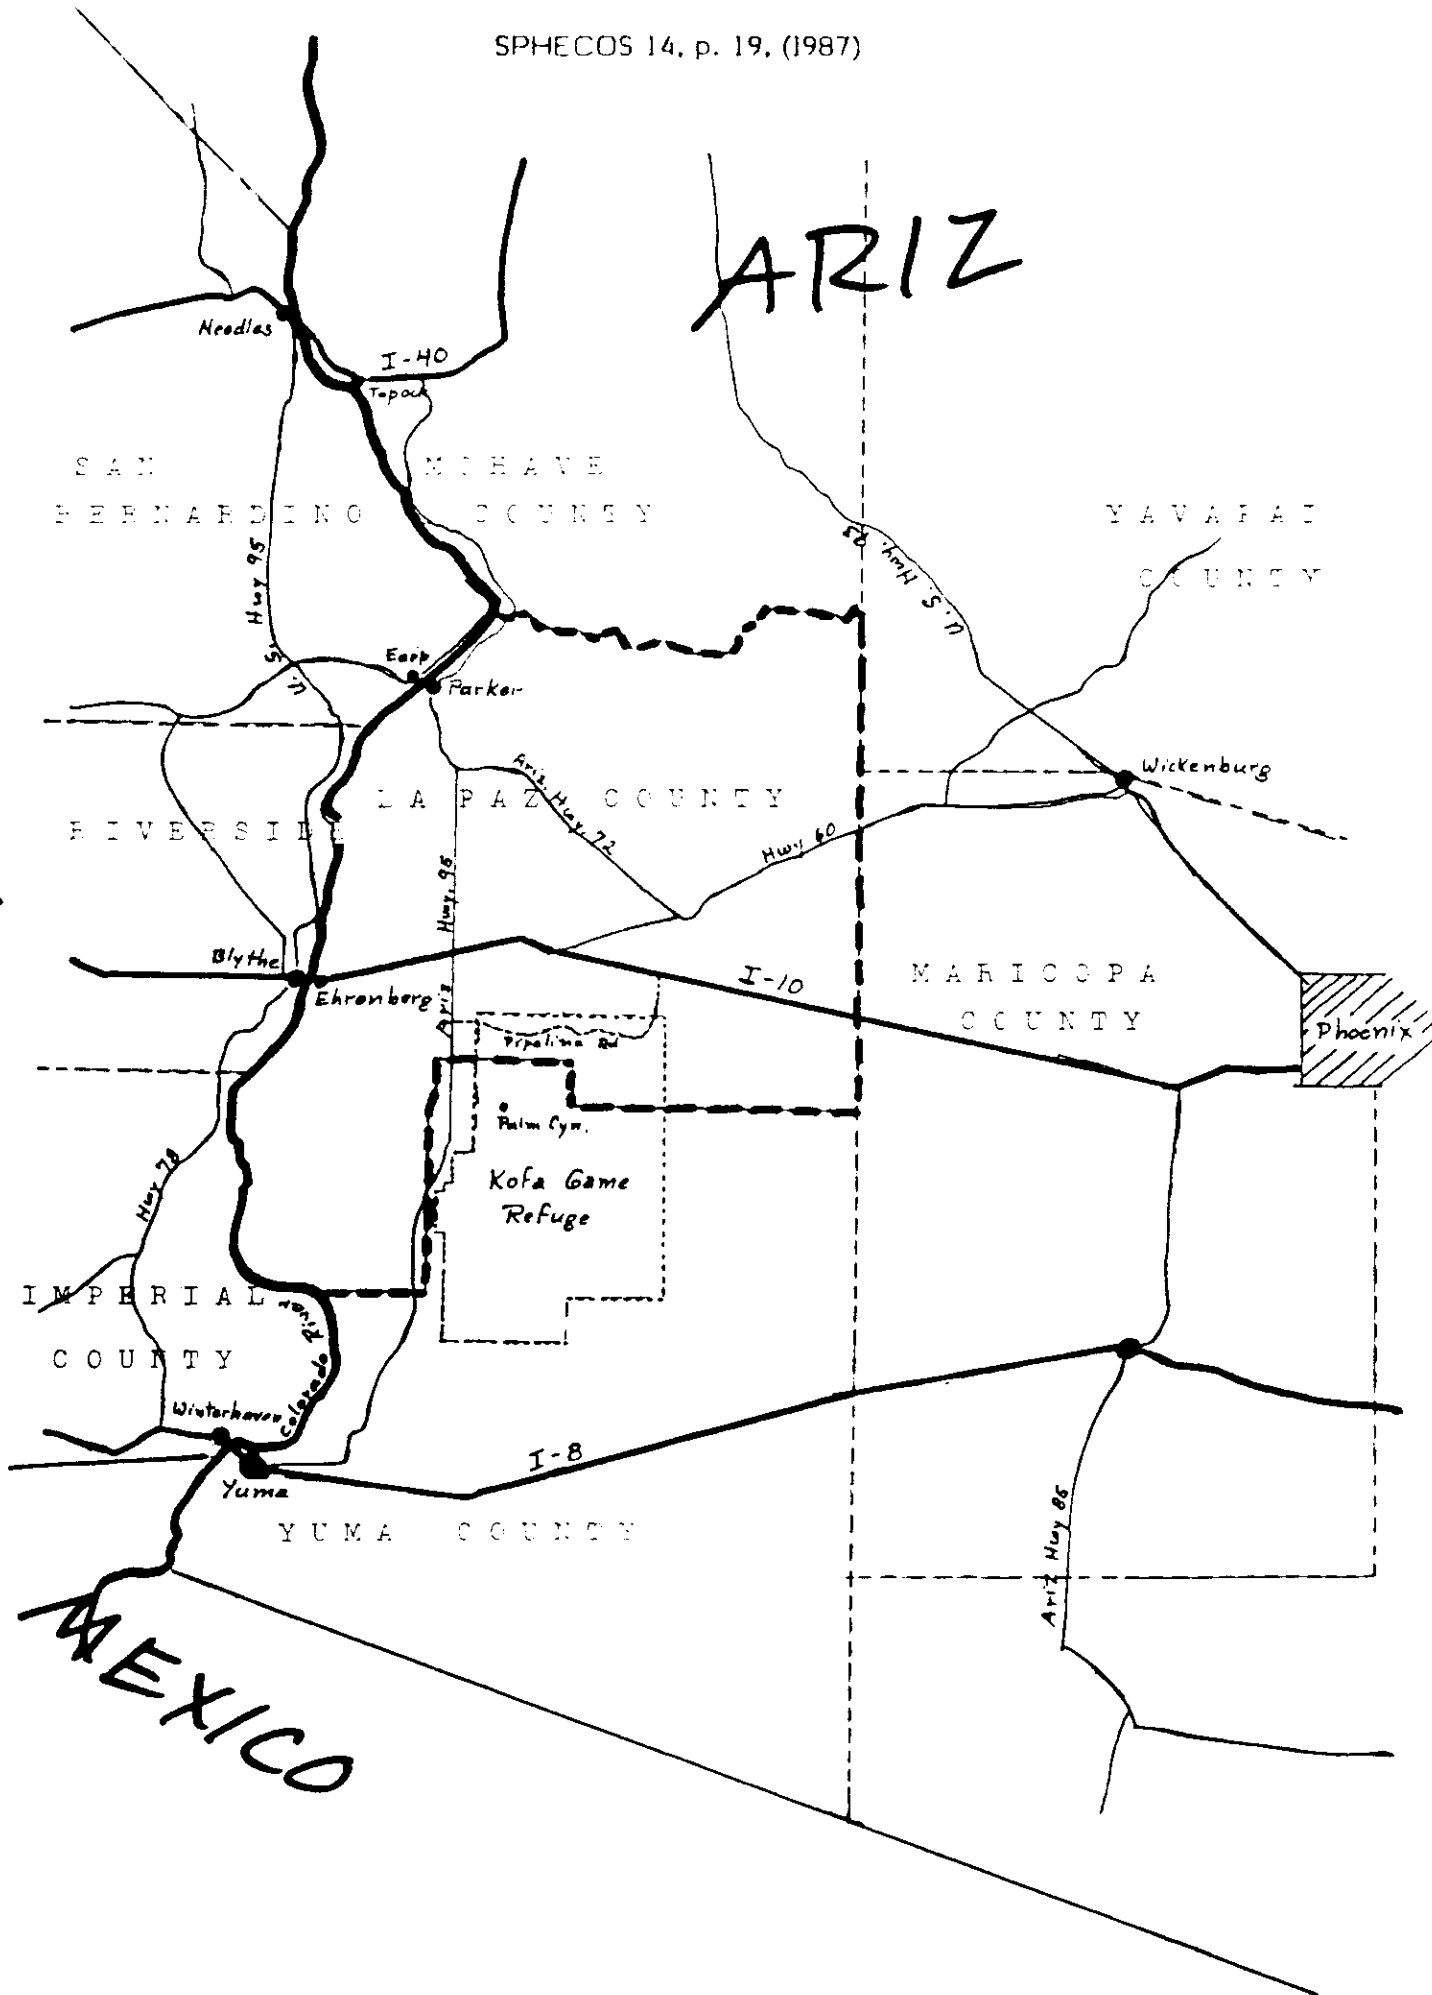 SPHECOS 14, p. 19, (1987)
ARIZ
Needles
I-40
Topock
SAN
BERNARDINO
MOHAVE
COUNTY
YAVAPAI
COUNTY
U.S. Hwy. 93
U.S. Hwy 95
Earp
Parker
Wickenburg
Ariz. Hwy. 72
LA PAZ COUNTY
RIVERSIDE
Hwy 60
Ariz Hwy. 95
Blythe
Ehrenberg
I-10
MARICOPA
COUNTY
Phoenix
Pipeline Rd
Palm Cyn.
Kofa Game
Refuge
Hwy 78
IMPERIAL
COUNTY
Colorado River
Winterhaven
Yuma
I-8
YUMA COUNTY
Ariz Hwy 85
MEXICO